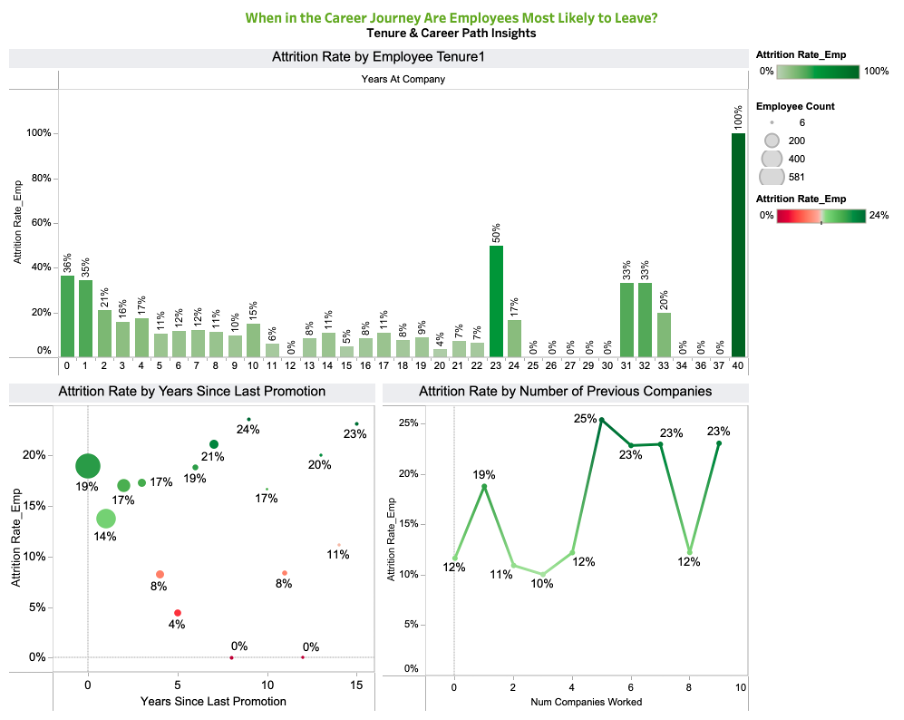 When in the Career Journey Are Employees Most Likely to Leave?
Tenure & Career Path Insights
Attrition Rate by Employee Tenure1
Years At Company
Attrition Rate_Emp
100%
80%
60%
40%
20%
0%
36% 35% 21% 16% 17% 11% 12% 12% 11% 10% 15% 6% 0% 8% 11% 5% 8% 11% 8% 9% 4% 7% 7% 50% 17% 0% 0% 0% 0% 0% 33% 33% 20% 0% 0% 0% 100%
0 1 2 3 4 5 6 7 8 9 10 11 12 13 14 15 16 17 18 19 20 21 22 23 24 25 26 27 29 30 31 32 33 34 36 37 40
Attrition Rate_Emp
0% 100%
Employee Count
6
200
400
581
Attrition Rate_Emp
0% 24%
Attrition Rate by Years Since Last Promotion
Attrition Rate_Emp
20%
15%
10%
5%
0%
19% 14% 17% 17% 8% 4% 19% 21% 0% 24% 17% 8% 0% 20% 11% 23%
0 5 10 15
Years Since Last Promotion
Attrition Rate by Number of Previous Companies
Attrition Rate_Emp
25%
20%
15%
10%
5%
0%
12% 19% 11% 10% 12% 25% 23% 23% 12% 23%
0 2 4 6 8 10
Num Companies Worked